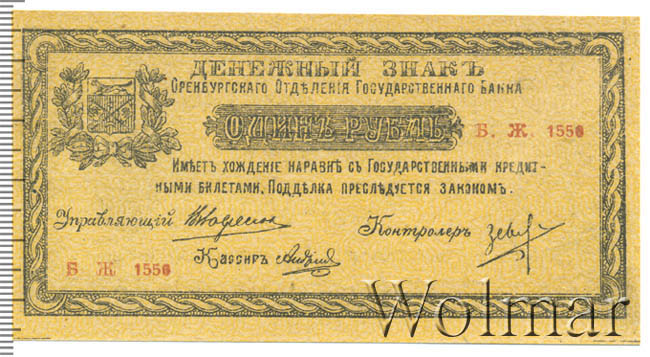 ДЕНЕЖНЫЙ ЗНАКЪ
Оренбургскаго Отдѣленія Государственнаго Банка
ОДИНЪ РУБЛЬ
Б. Ж. 1550
Имѣетъ хожденіе наравнѣ съ Государственными кредит-
ными билетами. Поддѣлка преслѣдуется закономъ.
Управляющій
Контролеръ
Кассиръ
Б Ж 1550
Wolmar